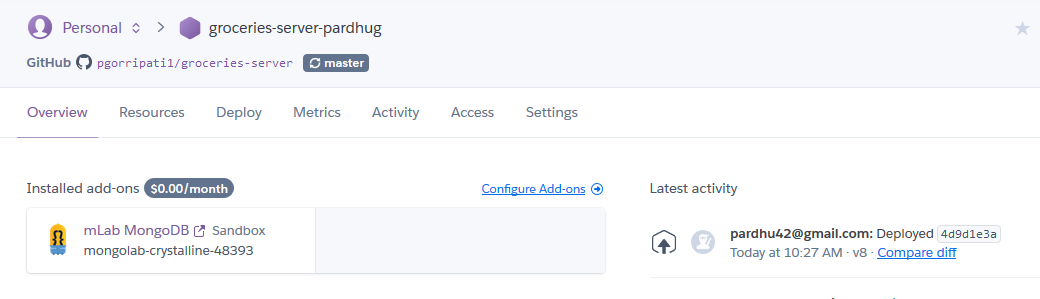 Personal > groceries-server-pardhug
GitHub pgorripati1/groceries-server master
Overview Resources Deploy Metrics Activity Access Settings
Installed add-ons $0.00/month Configure Add-ons
mLab MongoDB Sandbox
mongolab-crystalline-48393
Latest activity
pardhu42@gmail.com: Deployed 4d9d1e3a
Today at 10:27 AM · v8 · Compare diff